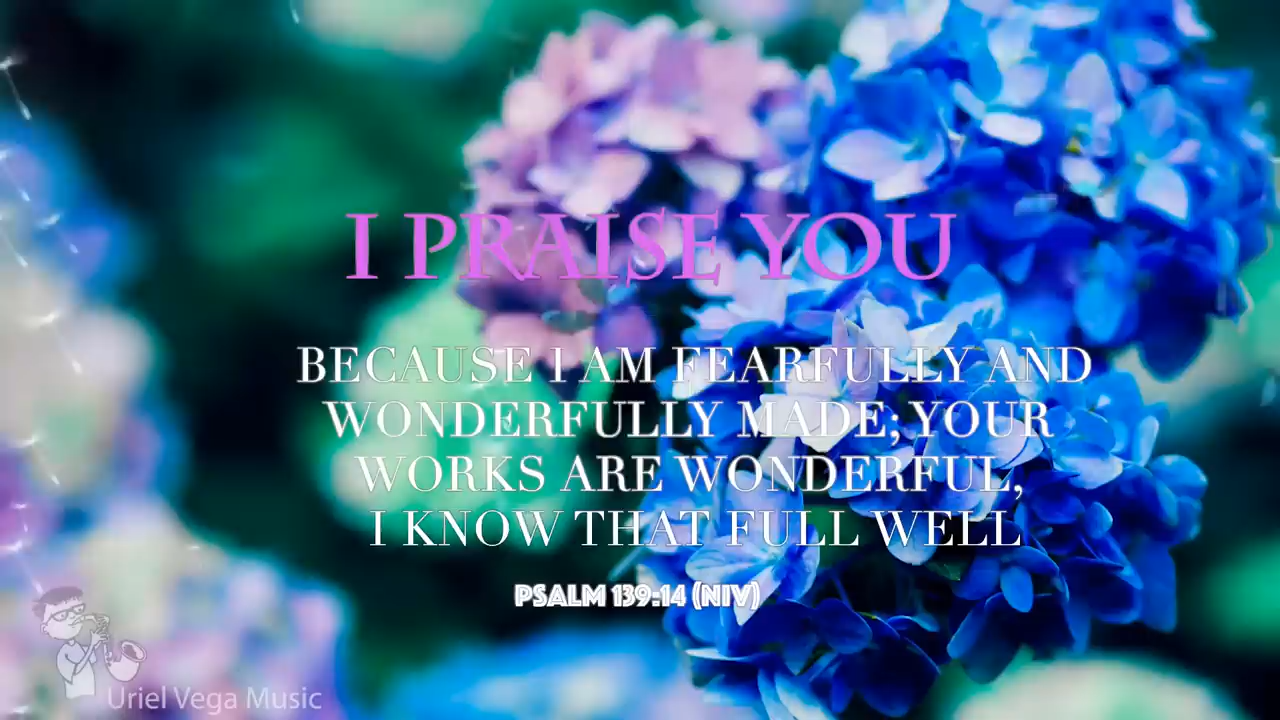 I PRAISE YOU
BECAUSE I AM FEARFULLY AND
WONDERFULLY MADE; YOUR
WORKS ARE WONDERFUL,
I KNOW THAT FULL WELL
PSALM 139:14 (NIV)
Uriel Vega Music